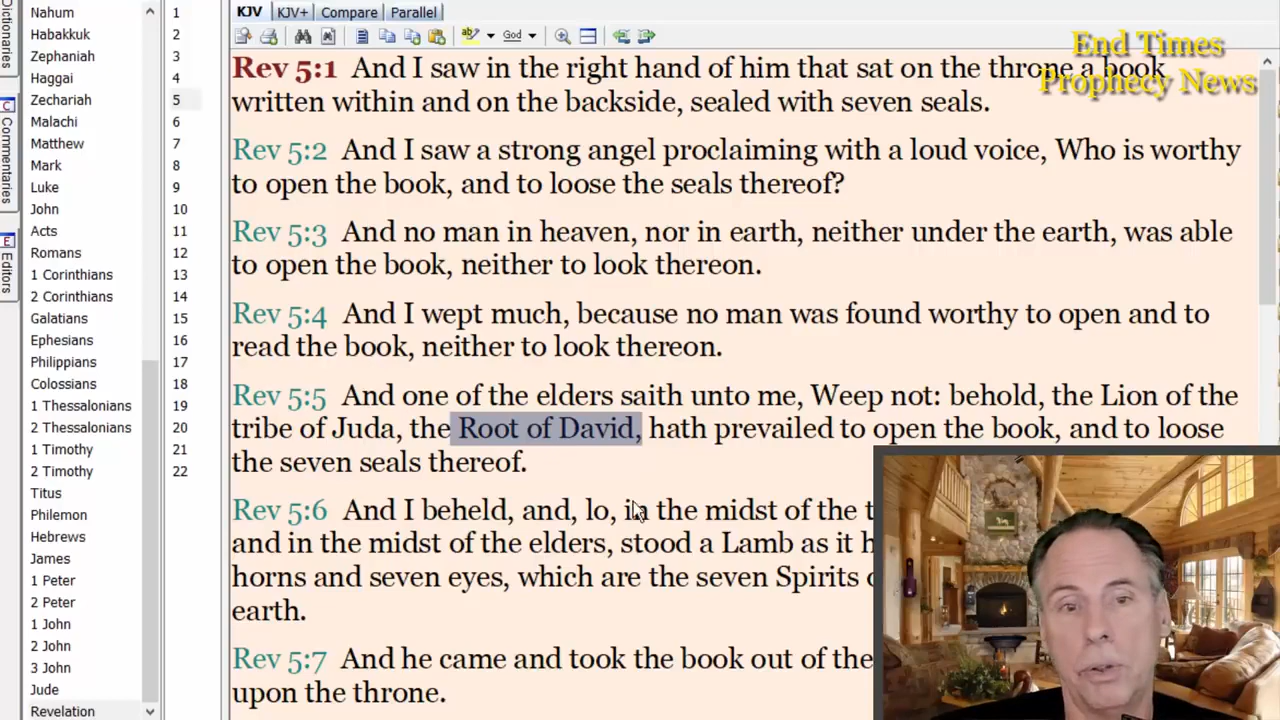 Dictionaries
Commentaries
Editors
C
E
Nahum
Habakkuk
Zephaniah
Haggai
Zechariah
Malachi
Matthew
Mark
Luke
John
Acts
Romans
1 Corinthians
2 Corinthians
Galatians
Ephesians
Philippians
Colossians
1 Thessalonians
2 Thessalonians
1 Timothy
2 Timothy
Titus
Philemon
Hebrews
James
1 Peter
2 Peter
1 John
2 John
3 John
Jude
Revelation
1
2
3
4
5
6
7
8
9
10
11
12
13
14
15
16
17
18
19
20
21
22
KJV KJV+ Compare Parallel
ab God
End Times
Prophecy News
Rev 5:1 And I saw in the right hand of him that sat on the throne a book
written within and on the backside, sealed with seven seals.
Rev 5:2 And I saw a strong angel proclaiming with a loud voice, Who is worthy
to open the book, and to loose the seals thereof?
Rev 5:3 And no man in heaven, nor in earth, neither under the earth, was able
to open the book, neither to look thereon.
Rev 5:4 And I wept much, because no man was found worthy to open and to
read the book, neither to look thereon.
Rev 5:5 And one of the elders saith unto me, Weep not: behold, the Lion of the
tribe of Juda, the Root of David, hath prevailed to open the book, and to loose
the seven seals thereof.
Rev 5:6 And I beheld, and, lo, in the midst of the t
and in the midst of the elders, stood a Lamb as it h
horns and seven eyes, which are the seven Spirits
earth.
Rev 5:7 And he came and took the book out of the
upon the throne.